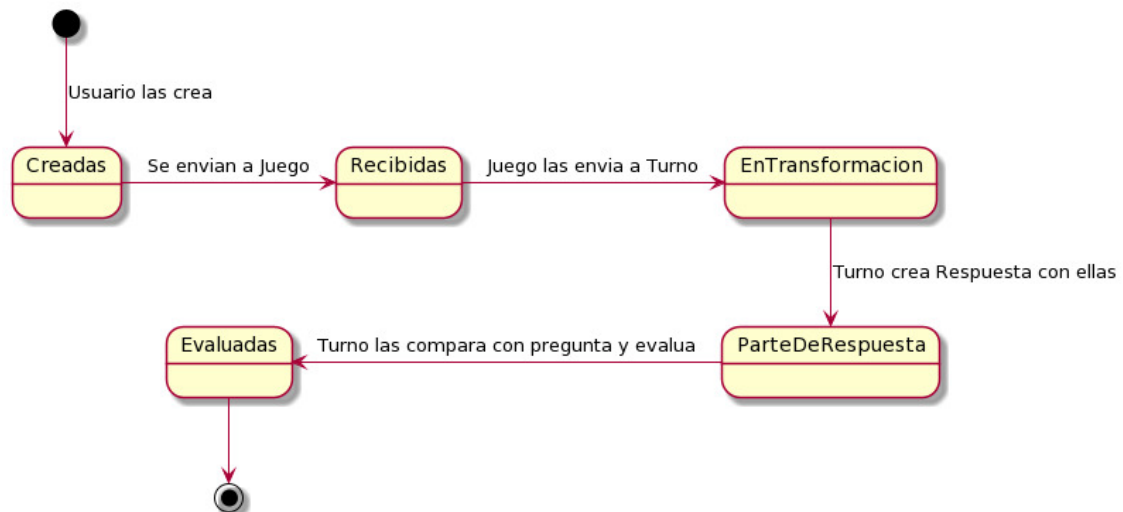 Usuario las crea
Creadas
Se envian a Juego
Recibidas
Juego las envia a Turno
EnTransformacion
Turno crea Respuesta con ellas
ParteDeRespuesta
Turno las compara con pregunta y evalua
Evaluadas